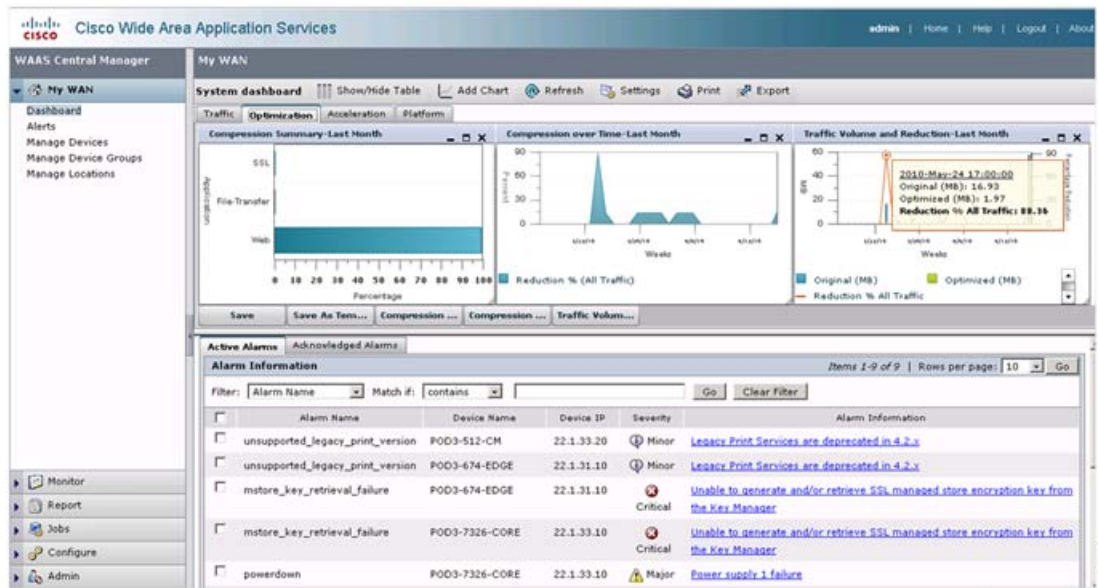 CISCO
Cisco Wide Area Application Services
admin | Home | Help | Logout | About
WAAS Central Manager
My WAN
Dashboard
Alerts
Manage Devices
Manage Device Groups
Manage Locations
Monitor
Report
Jobs
Configure
Admin
My WAN
System dashboard Show/Hide Table Add Chart Refresh Settings Print Export
Traffic Optimization Acceleration Platform
Compression Summary-Last Month
Application
SSL
File-Transfer
Web
0 10 20 30 40 50 60 70 80 90 100
Percentage
Compression over Time-Last Month
Percent
90
60
30
0
Weeks
Reduction % (All Traffic)
Traffic Volume and Reduction-Last Month
MB
60
40
20
0
90
0
Percentage Reduction
2010-May-24 17:00:00
Original (MB): 16.93
Optimized (MB): 1.97
Reduction % All Traffic: 88.36
Weeks
Original (MB) Optimized (MB)
Reduction % All Traffic
Save Save As Tem... Compression ... Compression ... Traffic Volum...
Active Alarms Acknowledged Alarms
Alarm Information Items 1-9 of 9 | Rows per page: 10 Go
Filter: Alarm Name Match if: contains Go Clear Filter
Alarm Name Device Name Device IP Severity Alarm Information
unsupported_legacy_print_version POD3-512-CM 22.1.33.20 Minor Legacy Print Services are deprecated in 4.2.x
unsupported_legacy_print_version POD3-674-EDGE 22.1.31.10 Minor Legacy Print Services are deprecated in 4.2.x
mstore_key_retrieval_failure POD3-674-EDGE 22.1.31.10 Critical Unable to generate and/or retrieve SSL managed store encryption key from
the Key Manager
mstore_key_retrieval_failure POD3-7326-CORE 22.1.33.10 Critical Unable to generate and/or retrieve SSL managed store encryption key from
the Key Manager
powerdown POD3-7326-CORE 22.1.33.10 Major Power supply 1 failure